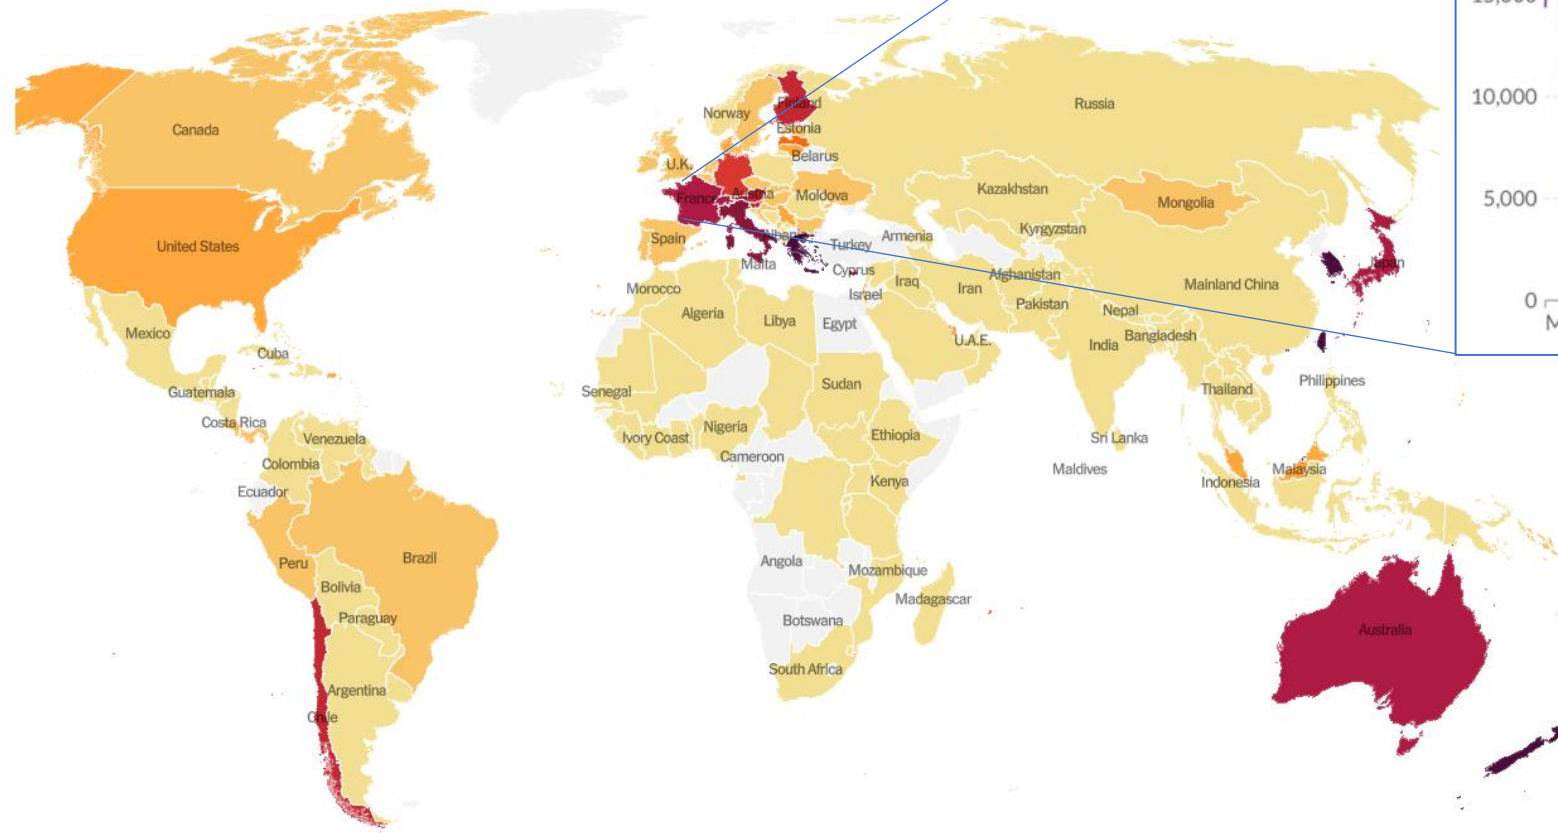 10,000
5,000
0
M
Canada
United States
Mexico
Cuba
Guatemala
Costa Rica
Venezuela
Colombia
Ecuador
Peru
Brazil
Bolivia
Paraguay
Argentina
Chile
Norway
Finland
Estonia
Belarus
U.K.
France
Austria
Moldova
Spain
Malta
Turkey
Armenia
Cyprus
Israel
Iraq
Iran
Russia
Kazakhstan
Kyrgyzstan
Mongolia
Afghanistan
Pakistan
Nepal
India
Bangladesh
Mainland China
Japan
Morocco
Algeria
Libya
Egypt
U.A.E.
Senegal
Sudan
Ivory Coast
Nigeria
Ethiopia
Cameroon
Kenya
Angola
Mozambique
Madagascar
Botswana
South Africa
Thailand
Philippines
Sri Lanka
Maldives
Malaysia
Indonesia
Australia